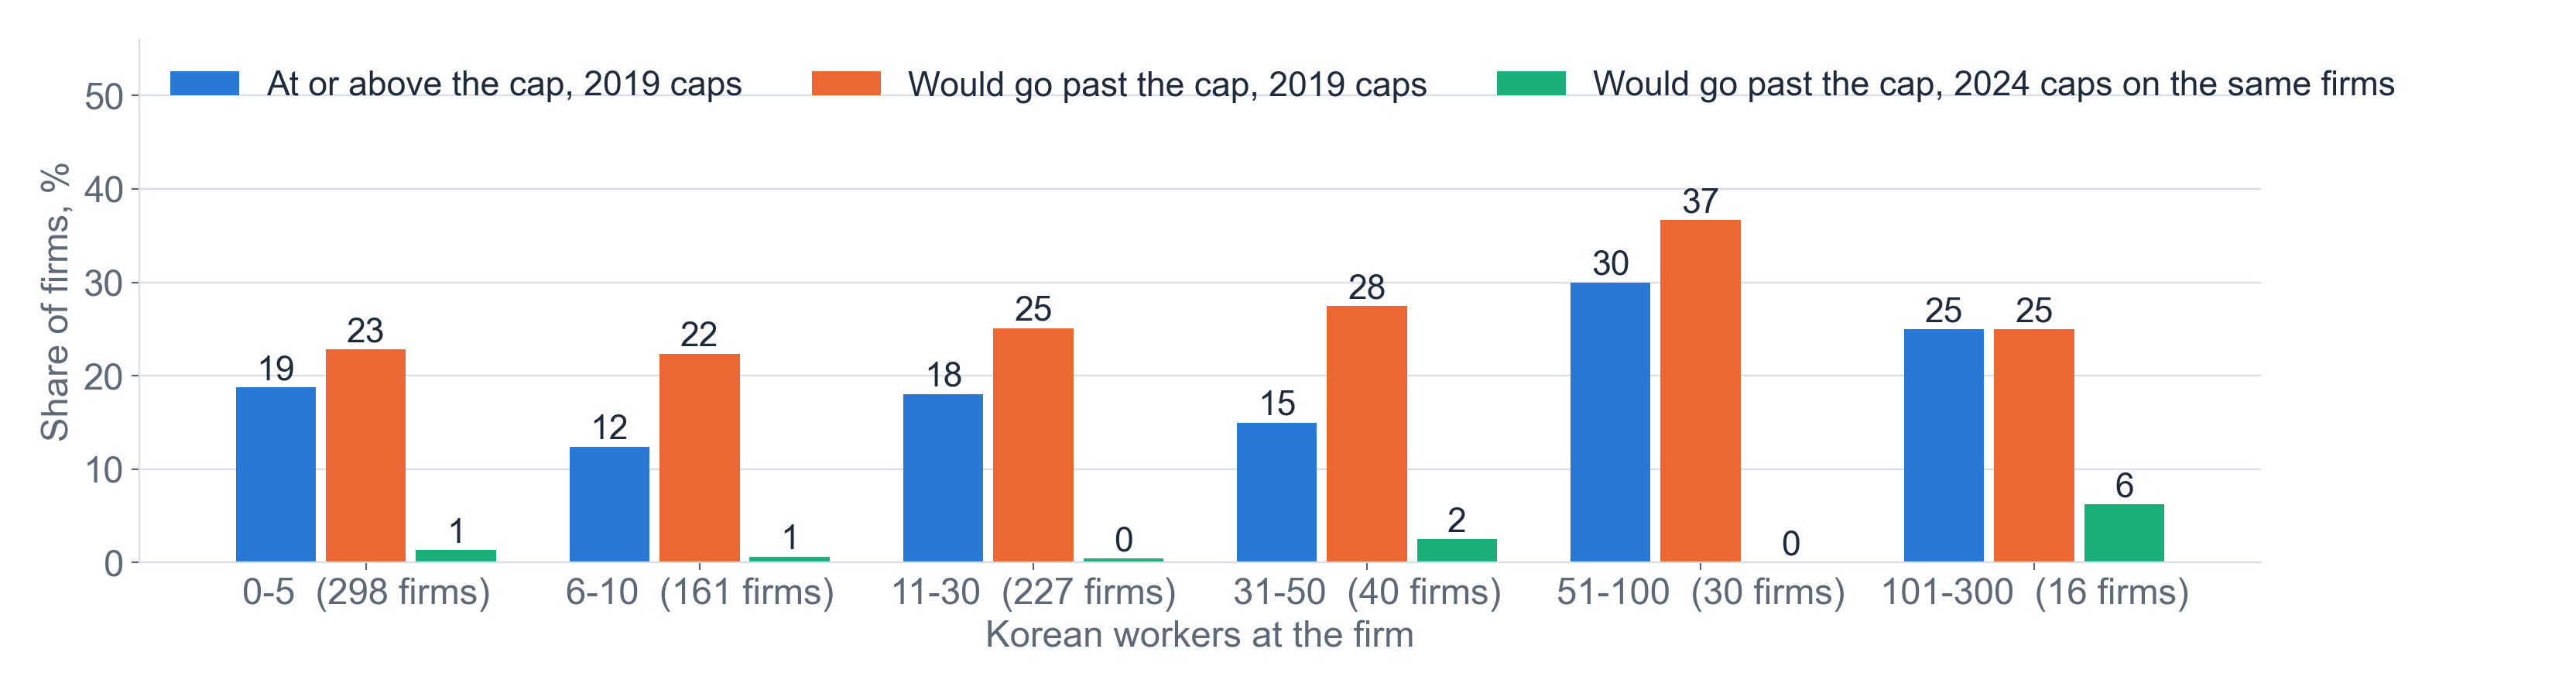 At or above the cap, 2019 caps  Would go past the cap, 2019 caps  Would go past the cap, 2024 caps on the same firms
Share of firms, %
50
40
30
20
10
0
19 23 1
12 22 1
18 25 0
15 28 2
30 37 0
25 25 6
0-5 (298 firms)  6-10 (161 firms)  11-30 (227 firms)  31-50 (40 firms)  51-100 (30 firms)  101-300 (16 firms)
Korean workers at the firm